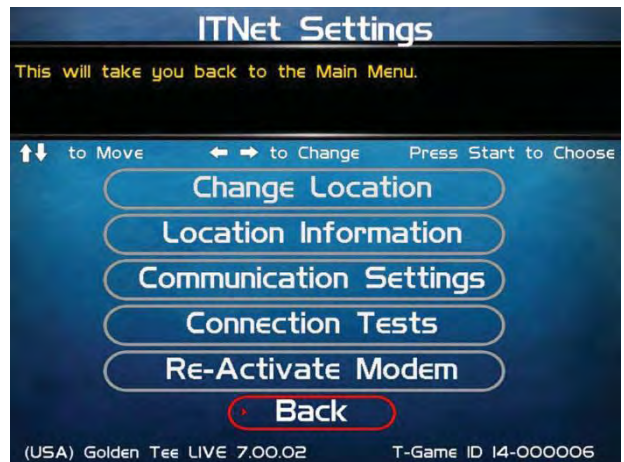 ITNet Settings
This will take you back to the Main Menu.
to Move to Change Press Start to Choose
Change Location
Location Information
Communication Settings
Connection Tests
Re-Activate Modem
Back
(USA) Golden Tee LIVE 7.00.02 T-Game ID 14-000006